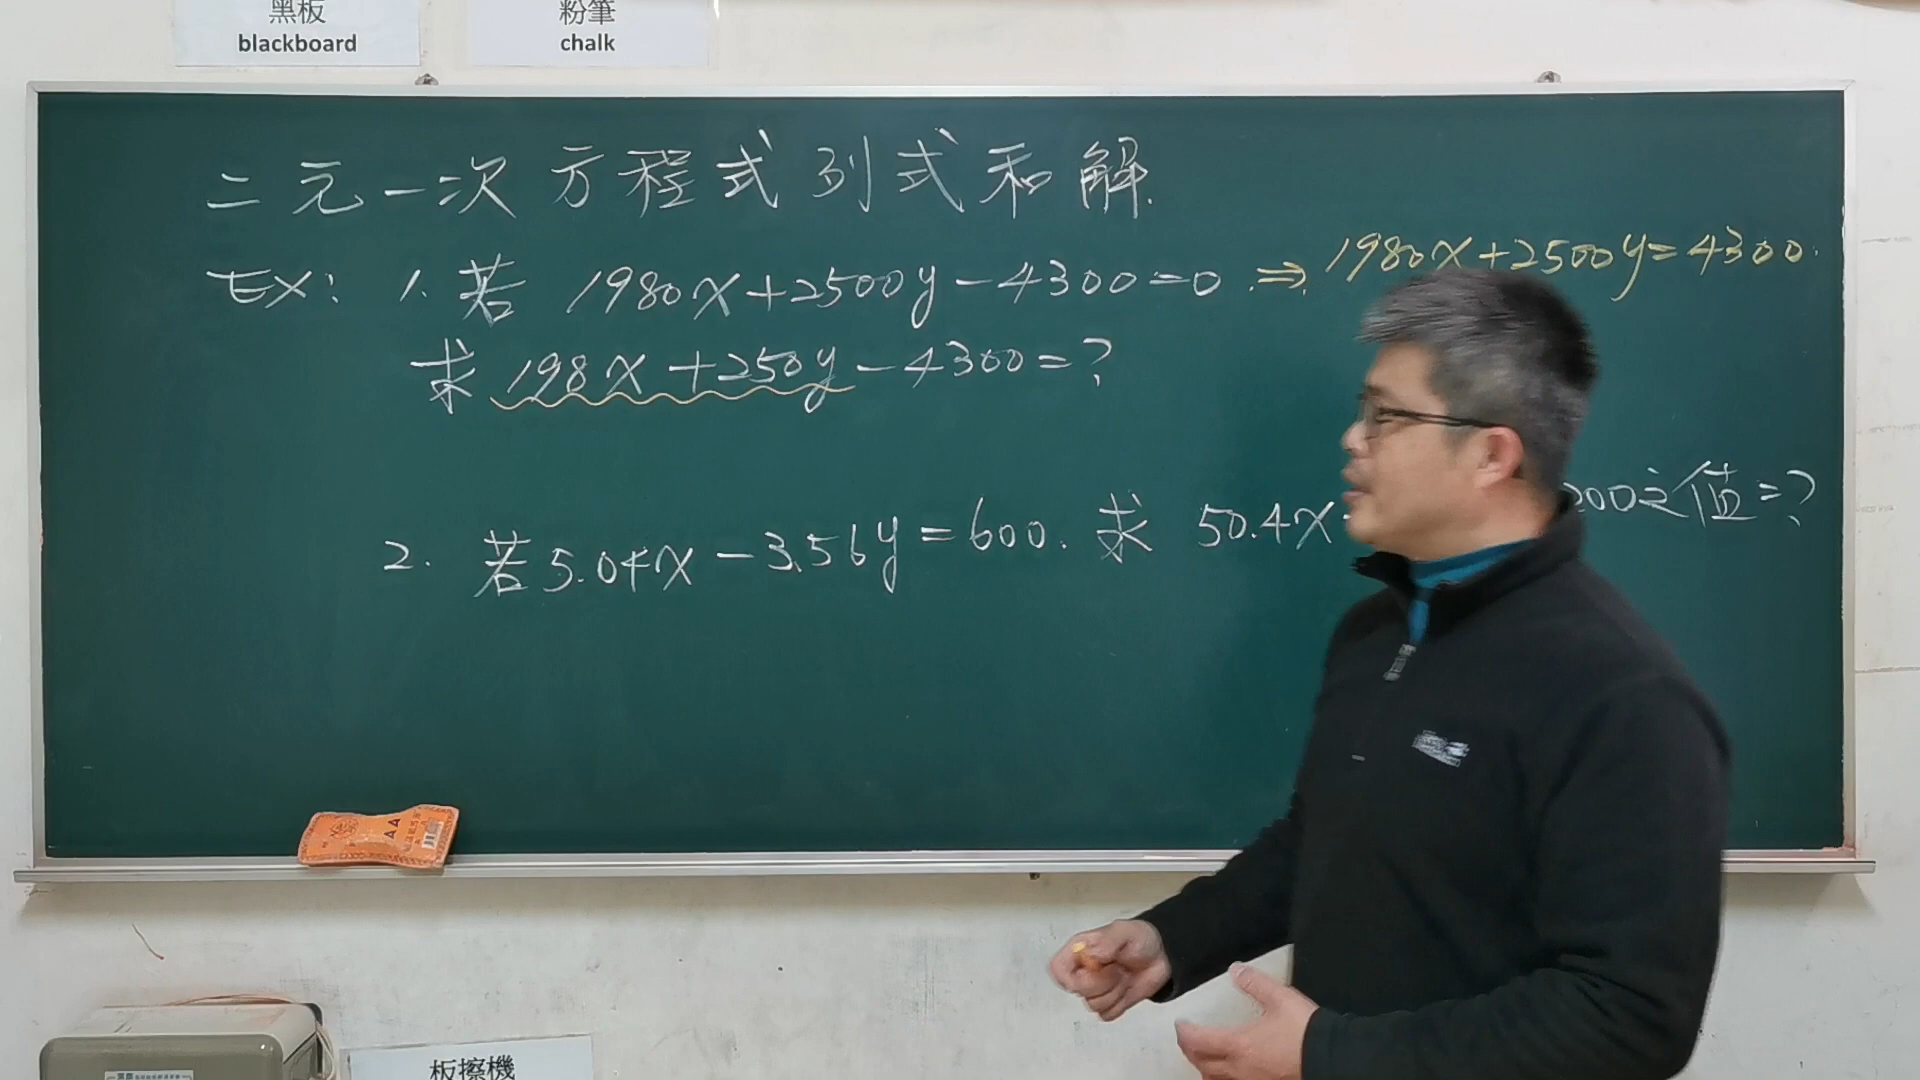 黑板
blackboard
粉筆
chalk
二元一次方程式列式和解.
EX: 1. 若 1980x+2500y-4300=0 ⇒ 1980x+2500y=4300.
求 198x+250y-4300=?
2. 若 5.04x-3.56y=600. 求 50.4x 200之值=?
AA
板擦機